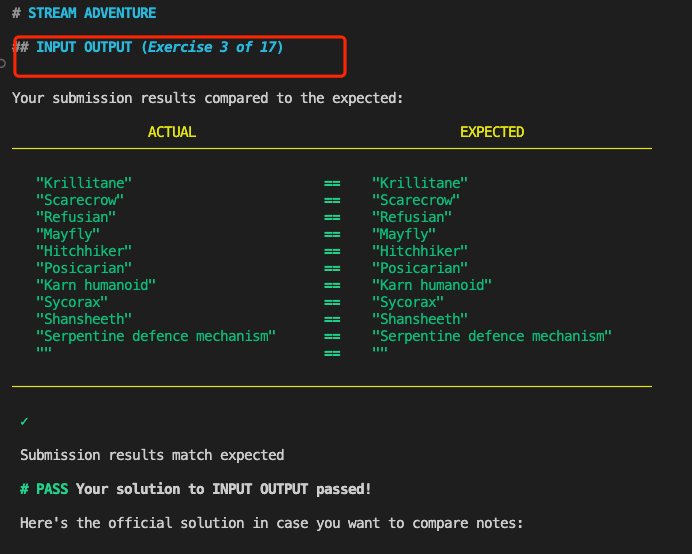 # STREAM ADVENTURE
## INPUT OUTPUT (Exercise 3 of 17)
Your submission results compared to the expected:
ACTUAL EXPECTED
"Krillitane" == "Krillitane"
"Scarecrow" == "Scarecrow"
"Refusian" == "Refusian"
"Mayfly" == "Mayfly"
"Hitchhiker" == "Hitchhiker"
"Posicarian" == "Posicarian"
"Karn humanoid" == "Karn humanoid"
"Sycorax" == "Sycorax"
"Shansheeth" == "Shansheeth"
"Serpentine defence mechanism" == "Serpentine defence mechanism"
"" == ""
✓
Submission results match expected
# PASS Your solution to INPUT OUTPUT passed!
Here's the official solution in case you want to compare notes: